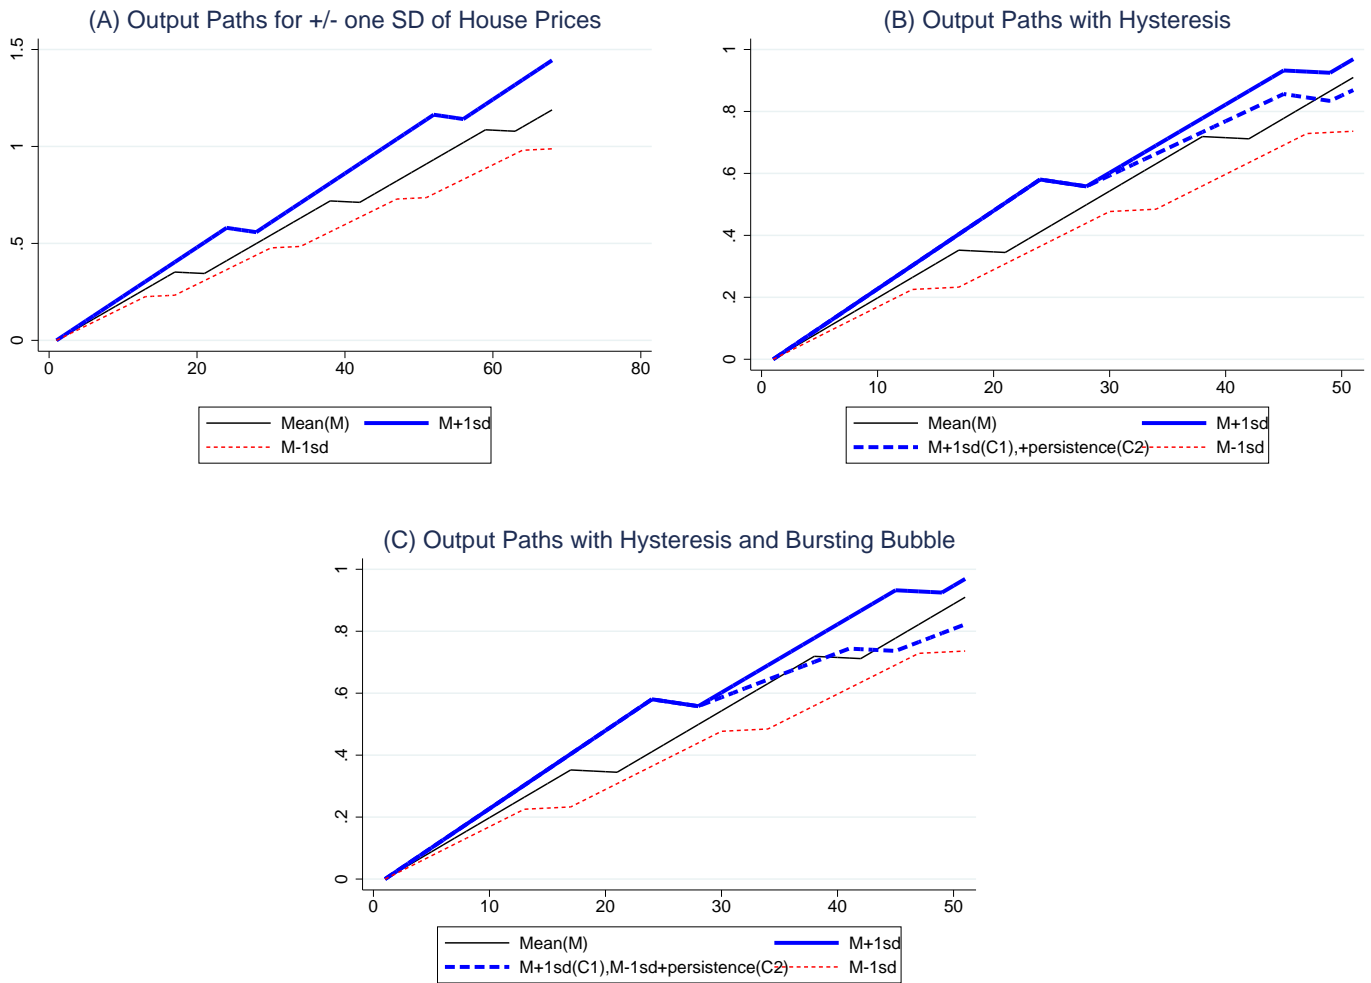 (A) Output Paths for +/- one SD of House Prices
1.5
1
.5
0
0 20 40 60 80
Mean(M) M+1sd
M-1sd
(B) Output Paths with Hysteresis
1
.8
.6
.4
.2
0
0 10 20 30 40 50
Mean(M) M+1sd
M+1sd(C1),+persistence(C2) M-1sd
(C) Output Paths with Hysteresis and Bursting Bubble
1
.8
.6
.4
.2
0
0 10 20 30 40 50
Mean(M) M+1sd
M+1sd(C1),M-1sd+persistence(C2) M-1sd